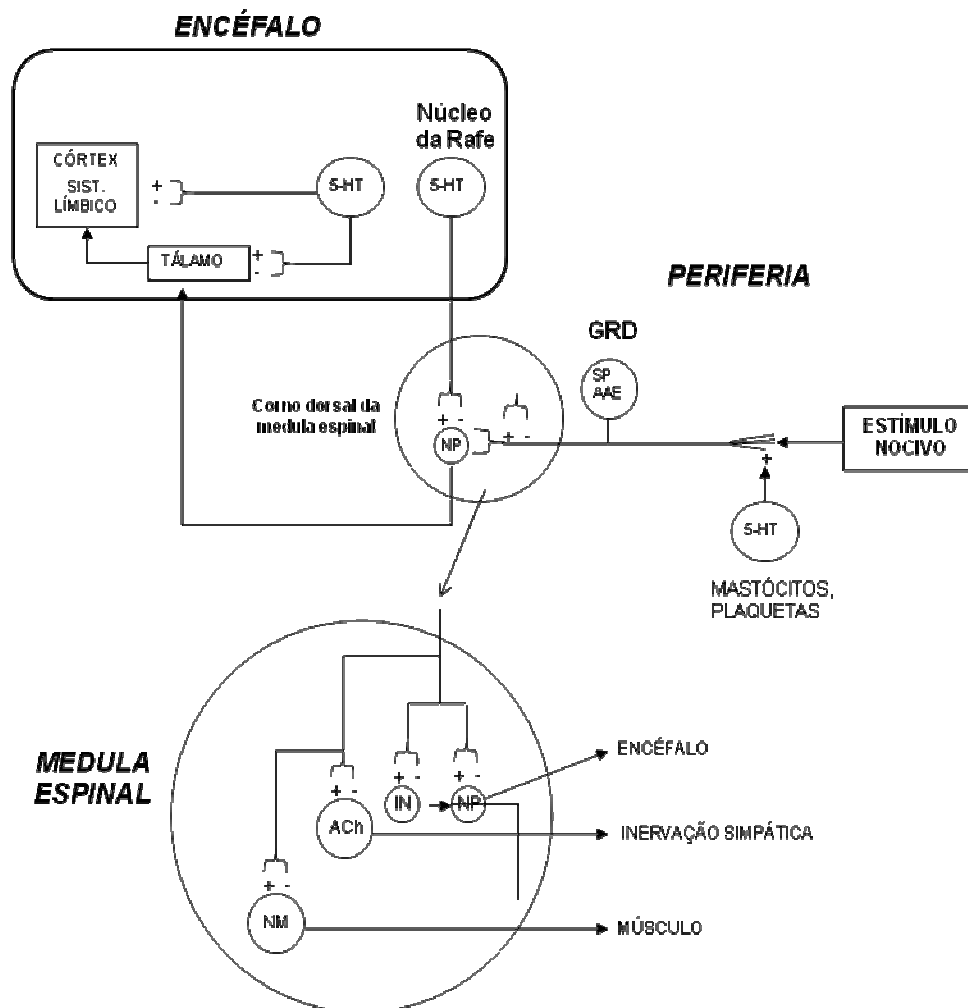 ENCÉFALO
Núcleo
da Rafe
CÓRTEX
SIST.
LÍMBICO
+
-
5-HT
5-HT
TÁLAMO
+
-
PERIFERIA
GRD
SP
AAE
Corno dorsal da
medula espinal
+ -
+ -
NP
ESTÍMULO
NOCIVO
+
5-HT
MASTÓCITOS,
PLAQUETAS
MEDULA
ESPINAL
ENCÉFALO
+ -
+ -
+ -
IN
NP
ACh
INERVAÇÃO SIMPÁTICA
+ -
NM
MÚSCULO